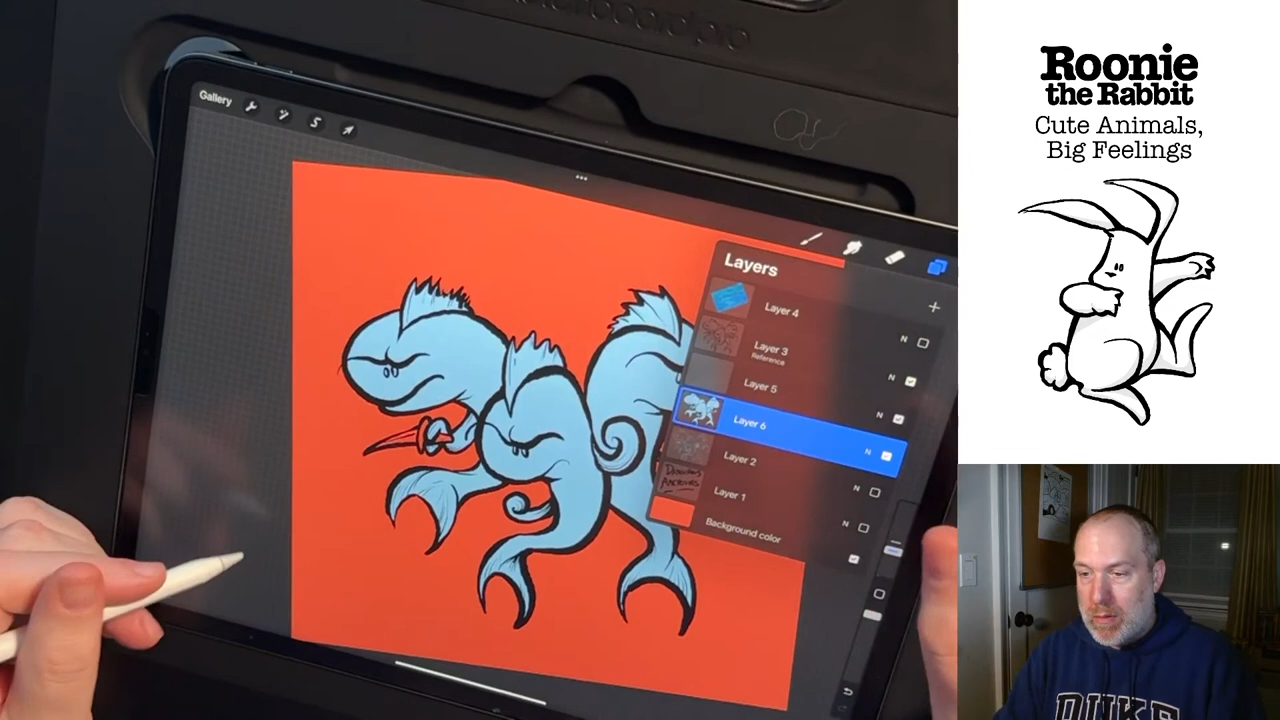 Gallery
Layers
Layer 4
N
Layer 3
Reference
N
Layer 5
N
Layer 6
N
Layer 2
N
Layer 1
N
Background color
Roonie
the Rabbit
Cute Animals,
Big Feelings
DUKE